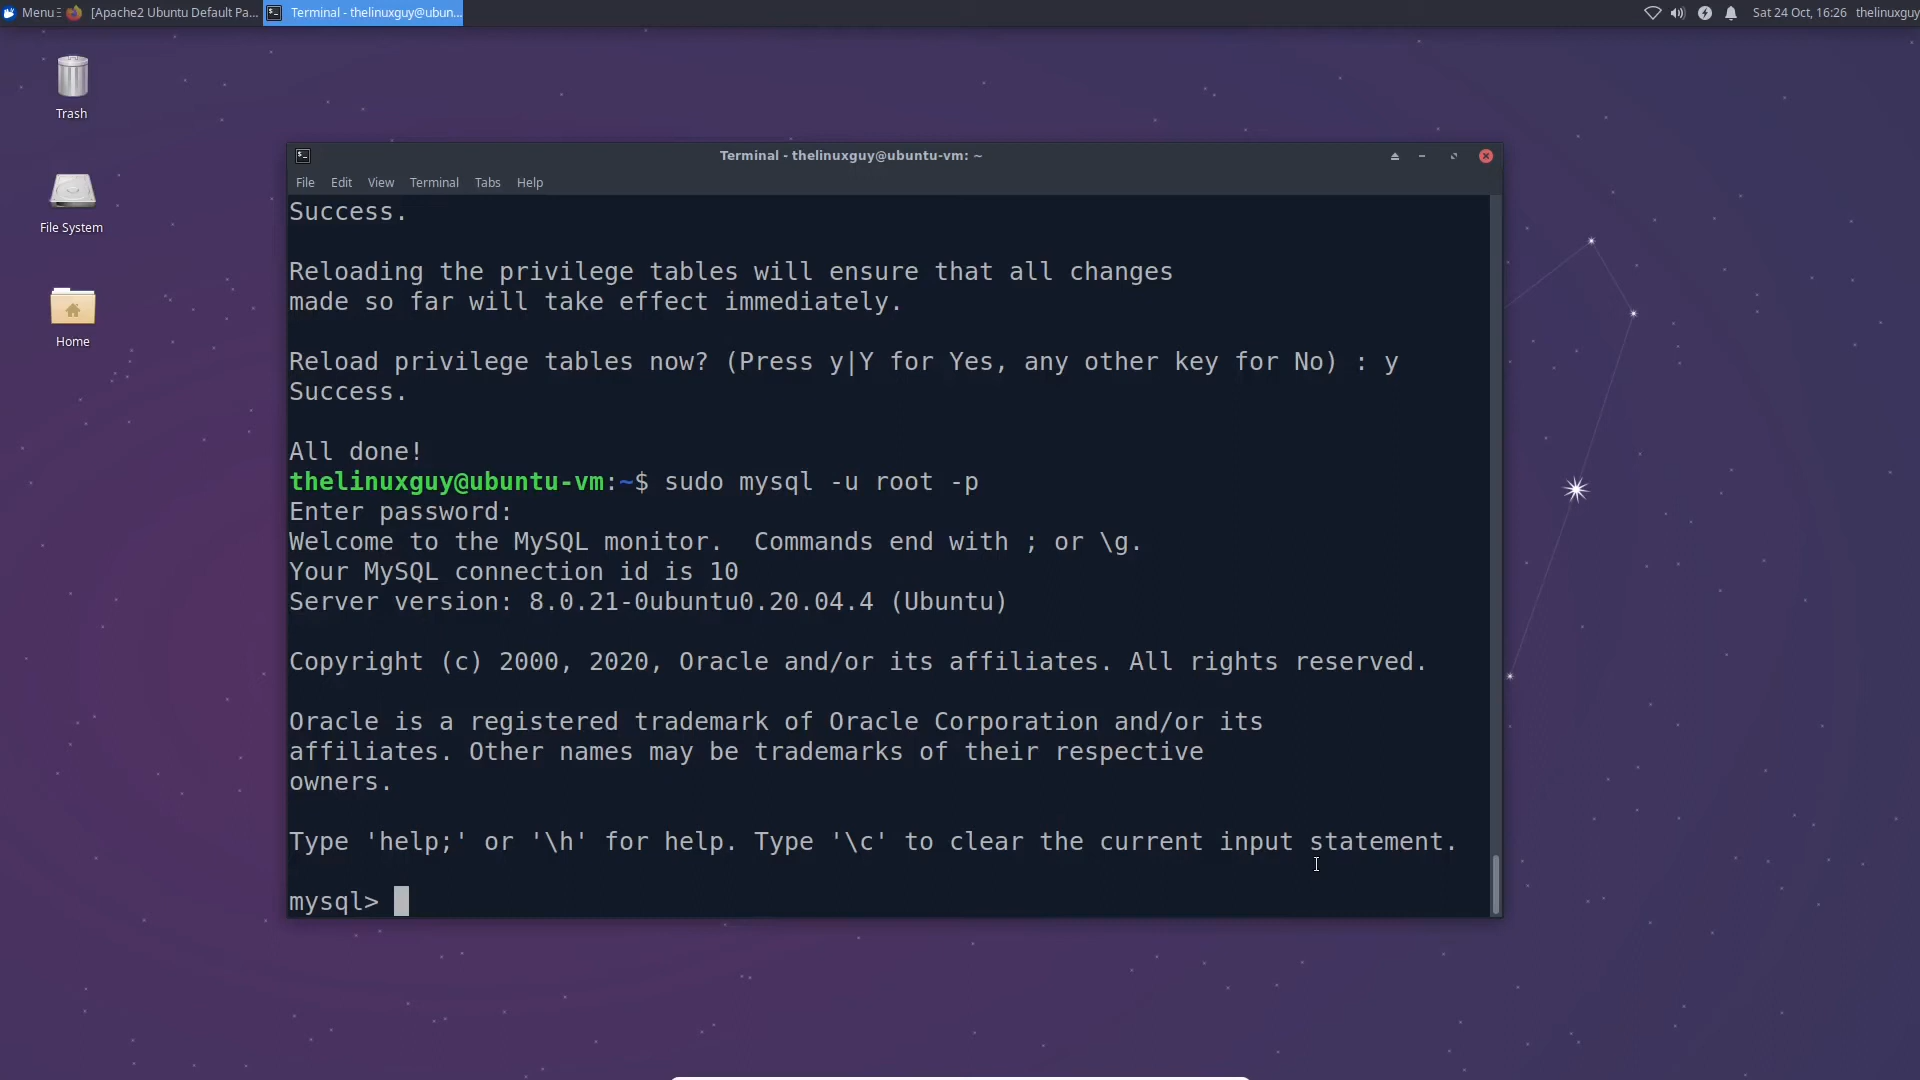 Menu
[Apache2 Ubuntu Default Pa...
Terminal - thelinuxguy@ubun...
Sat 24 Oct, 16:26
thelinuxguy
Trash
File System
Home
Terminal - thelinuxguy@ubuntu-vm: ~
File Edit View Terminal Tabs Help
Success.
Reloading the privilege tables will ensure that all changes
made so far will take effect immediately.
Reload privilege tables now? (Press y|Y for Yes, any other key for No) : y
Success.
All done!
thelinuxguy@ubuntu-vm:~$ sudo mysql -u root -p
Enter password:
Welcome to the MySQL monitor.  Commands end with ; or \g.
Your MySQL connection id is 10
Server version: 8.0.21-0ubuntu0.20.04.4 (Ubuntu)
Copyright (c) 2000, 2020, Oracle and/or its affiliates. All rights reserved.
Oracle is a registered trademark of Oracle Corporation and/or its
affiliates. Other names may be trademarks of their respective
owners.
Type 'help;' or '\h' for help. Type '\c' to clear the current input statement.
mysql>